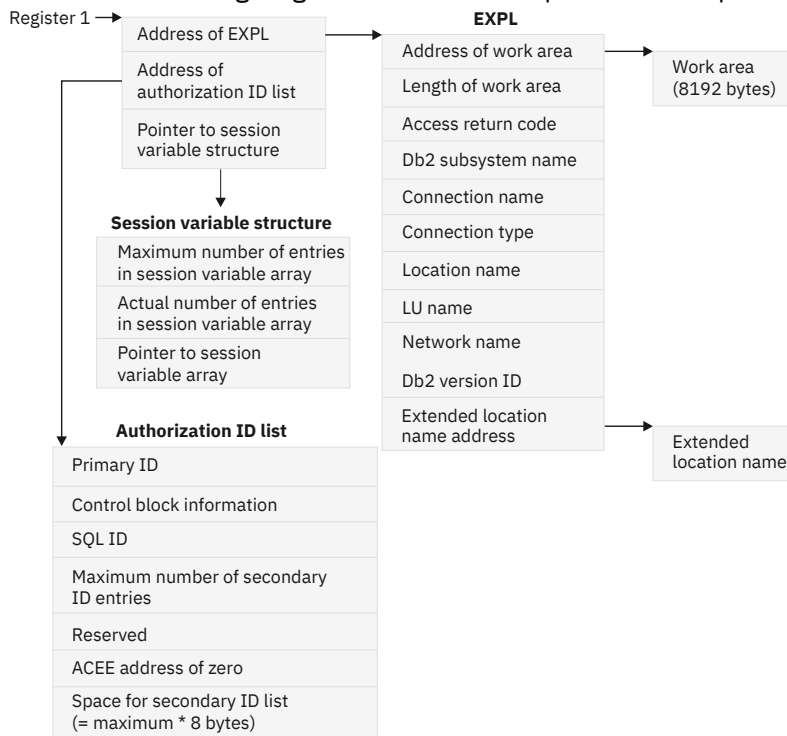 Register 1
Address of EXPL
Address of
authorization ID list
Pointer to session
variable structure
Session variable structure
Maximum number of entries
in session variable array
Actual number of entries
in session variable array
Pointer to session
variable array
EXPL
Address of work area
Length of work area
Access return code
Db2 subsystem name
Connection name
Connection type
Location name
LU name
Network name
Db2 version ID
Extended location
name address
Work area
(8192 bytes)
Extended
location name
Authorization ID list
Primary ID
Control block information
SQL ID
Maximum number of secondary
ID entries
Reserved
ACEE address of zero
Space for secondary ID list
(= maximum * 8 bytes)